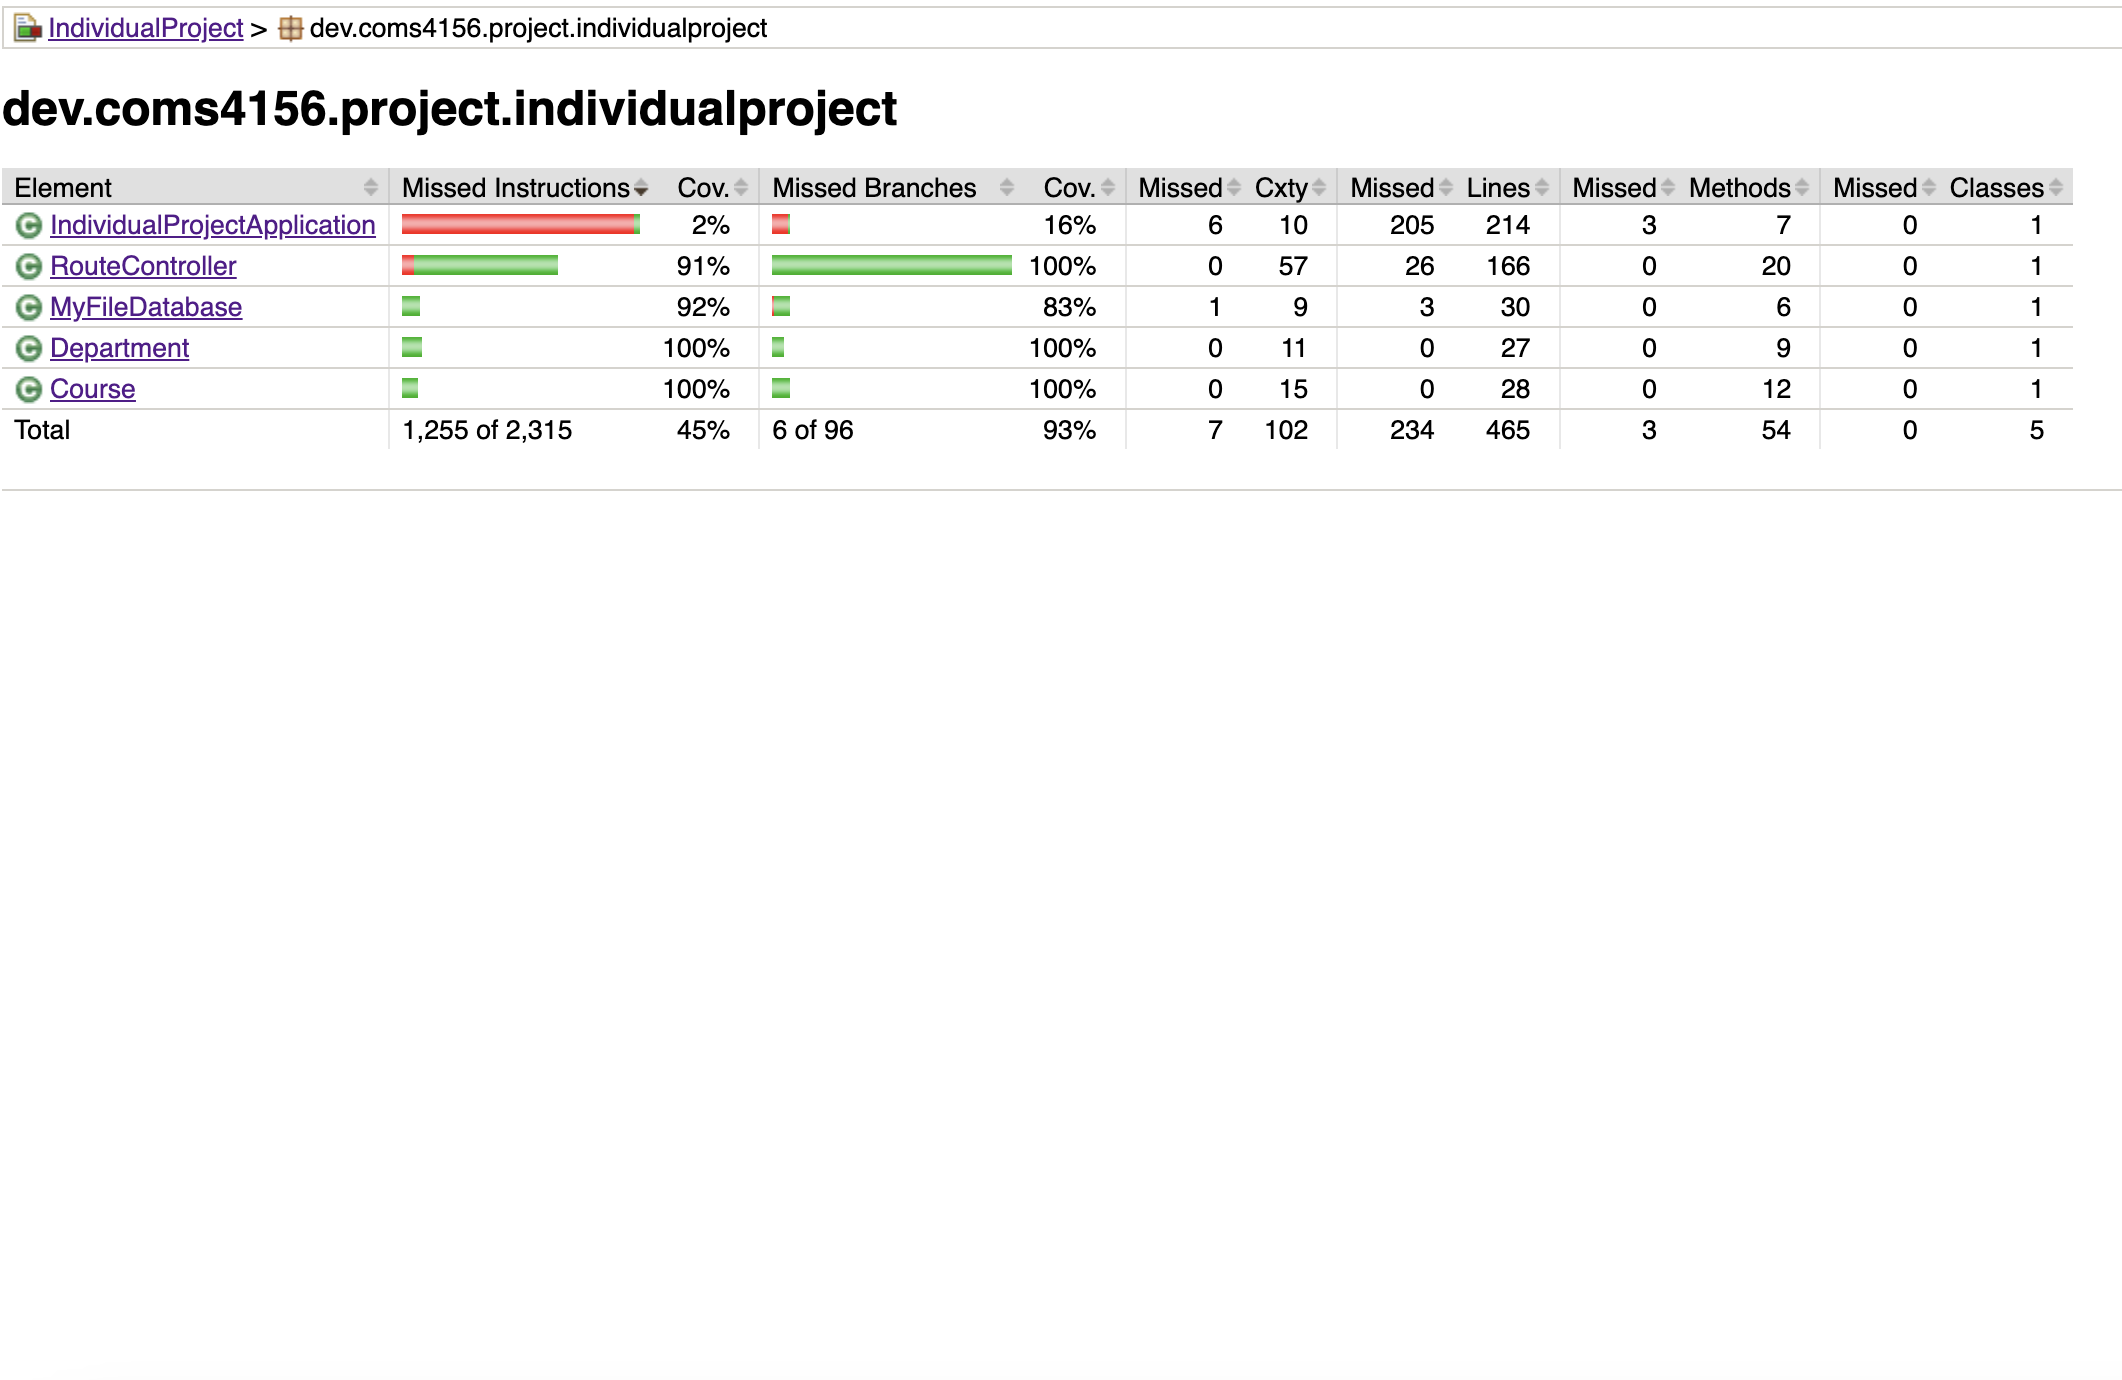 IndividualProject > dev.coms4156.project.individualproject
dev.coms4156.project.individualproject
Element Missed Instructions Cov. Missed Branches Cov. Missed Cxty Missed Lines Missed Methods Missed Classes
IndividualProjectApplication 2% 16% 6 10 205 214 3 7 0 1
RouteController 91% 100% 0 57 26 166 0 20 0 1
MyFileDatabase 92% 83% 1 9 3 30 0 6 0 1
Department 100% 100% 0 11 0 27 0 9 0 1
Course 100% 100% 0 15 0 28 0 12 0 1
Total 1,255 of 2,315 45% 6 of 96 93% 7 102 234 465 3 54 0 5